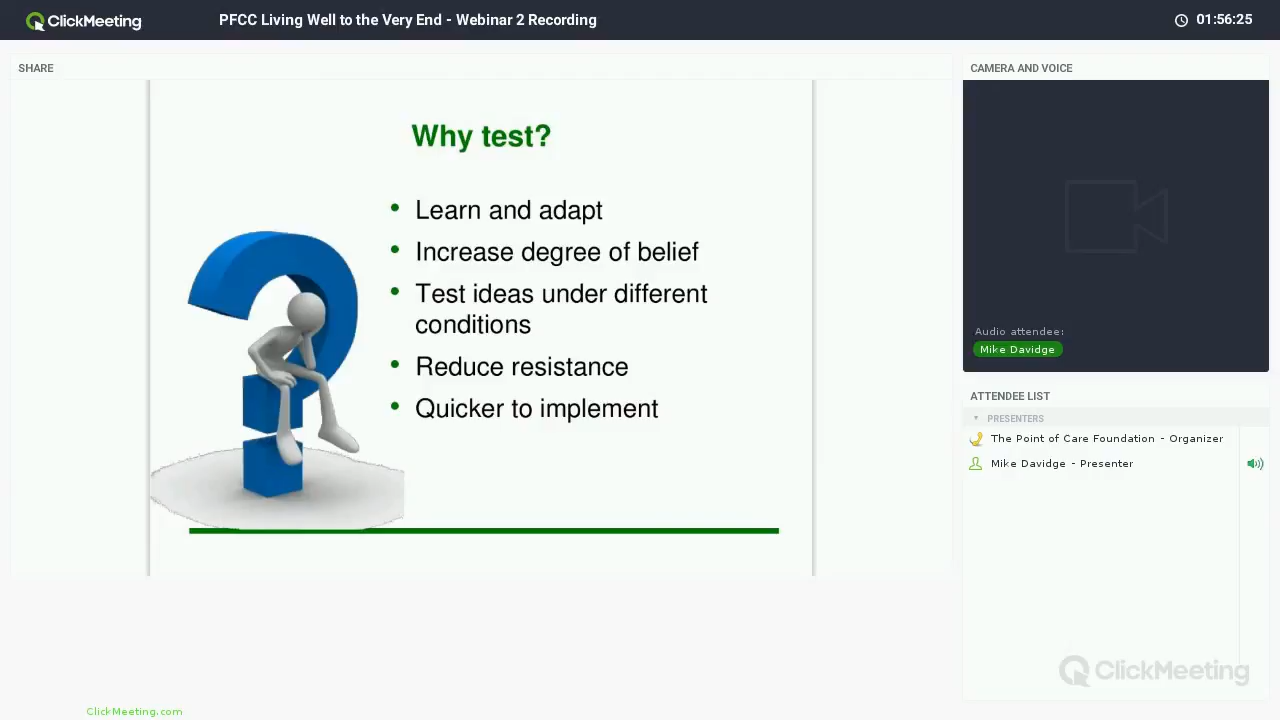 ClickMeeting
PFCC Living Well to the Very End - Webinar 2 Recording
01:56:25
SHARE
Why test?
• Learn and adapt
• Increase degree of belief
• Test ideas under different
conditions
• Reduce resistance
• Quicker to implement
CAMERA AND VOICE
Audio attendee:
Mike Davidge
ATTENDEE LIST
PRESENTERS
The Point of Care Foundation - Organizer
Mike Davidge - Presenter
ClickMeeting
ClickMeeting.com